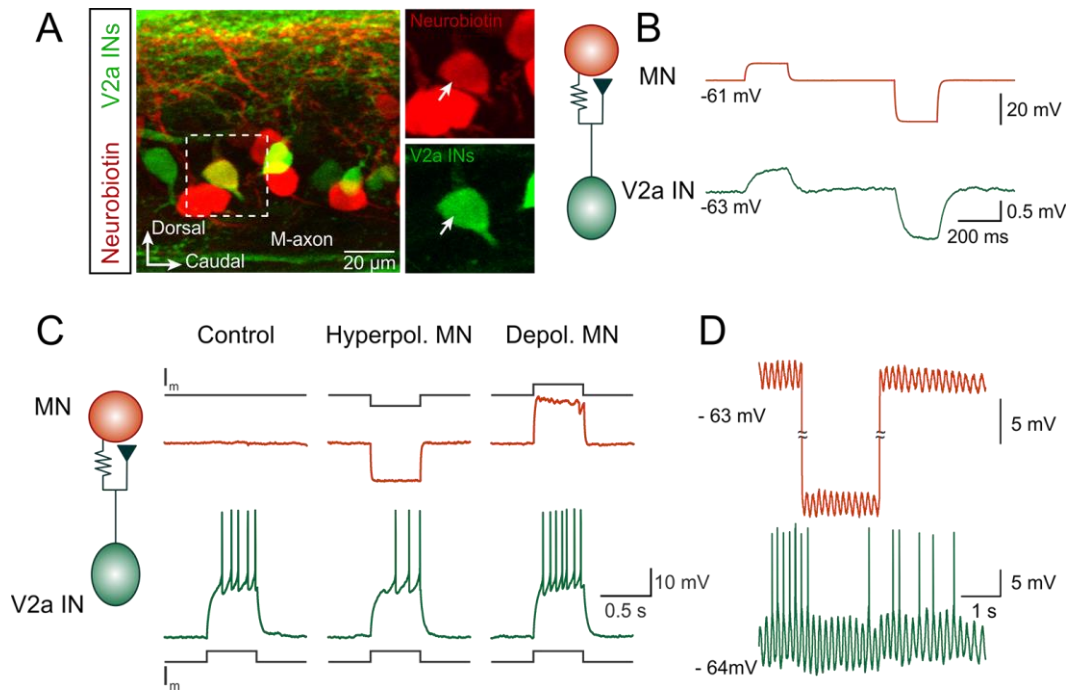 A
Neurobiotin V2a INs
Neurobiotin
V2a INs
Dorsal
Caudal
M-axon
20 µm
B
MN
-61 mV
20 mV
V2a IN
-63 mV
0.5 mV
200 ms
C
Control Hyperpol. MN Depol. MN
Im
MN
V2a IN
10 mV
0.5 s
Im
D
- 63 mV
5 mV
≈ ≈
5 mV
1 s
- 64mV